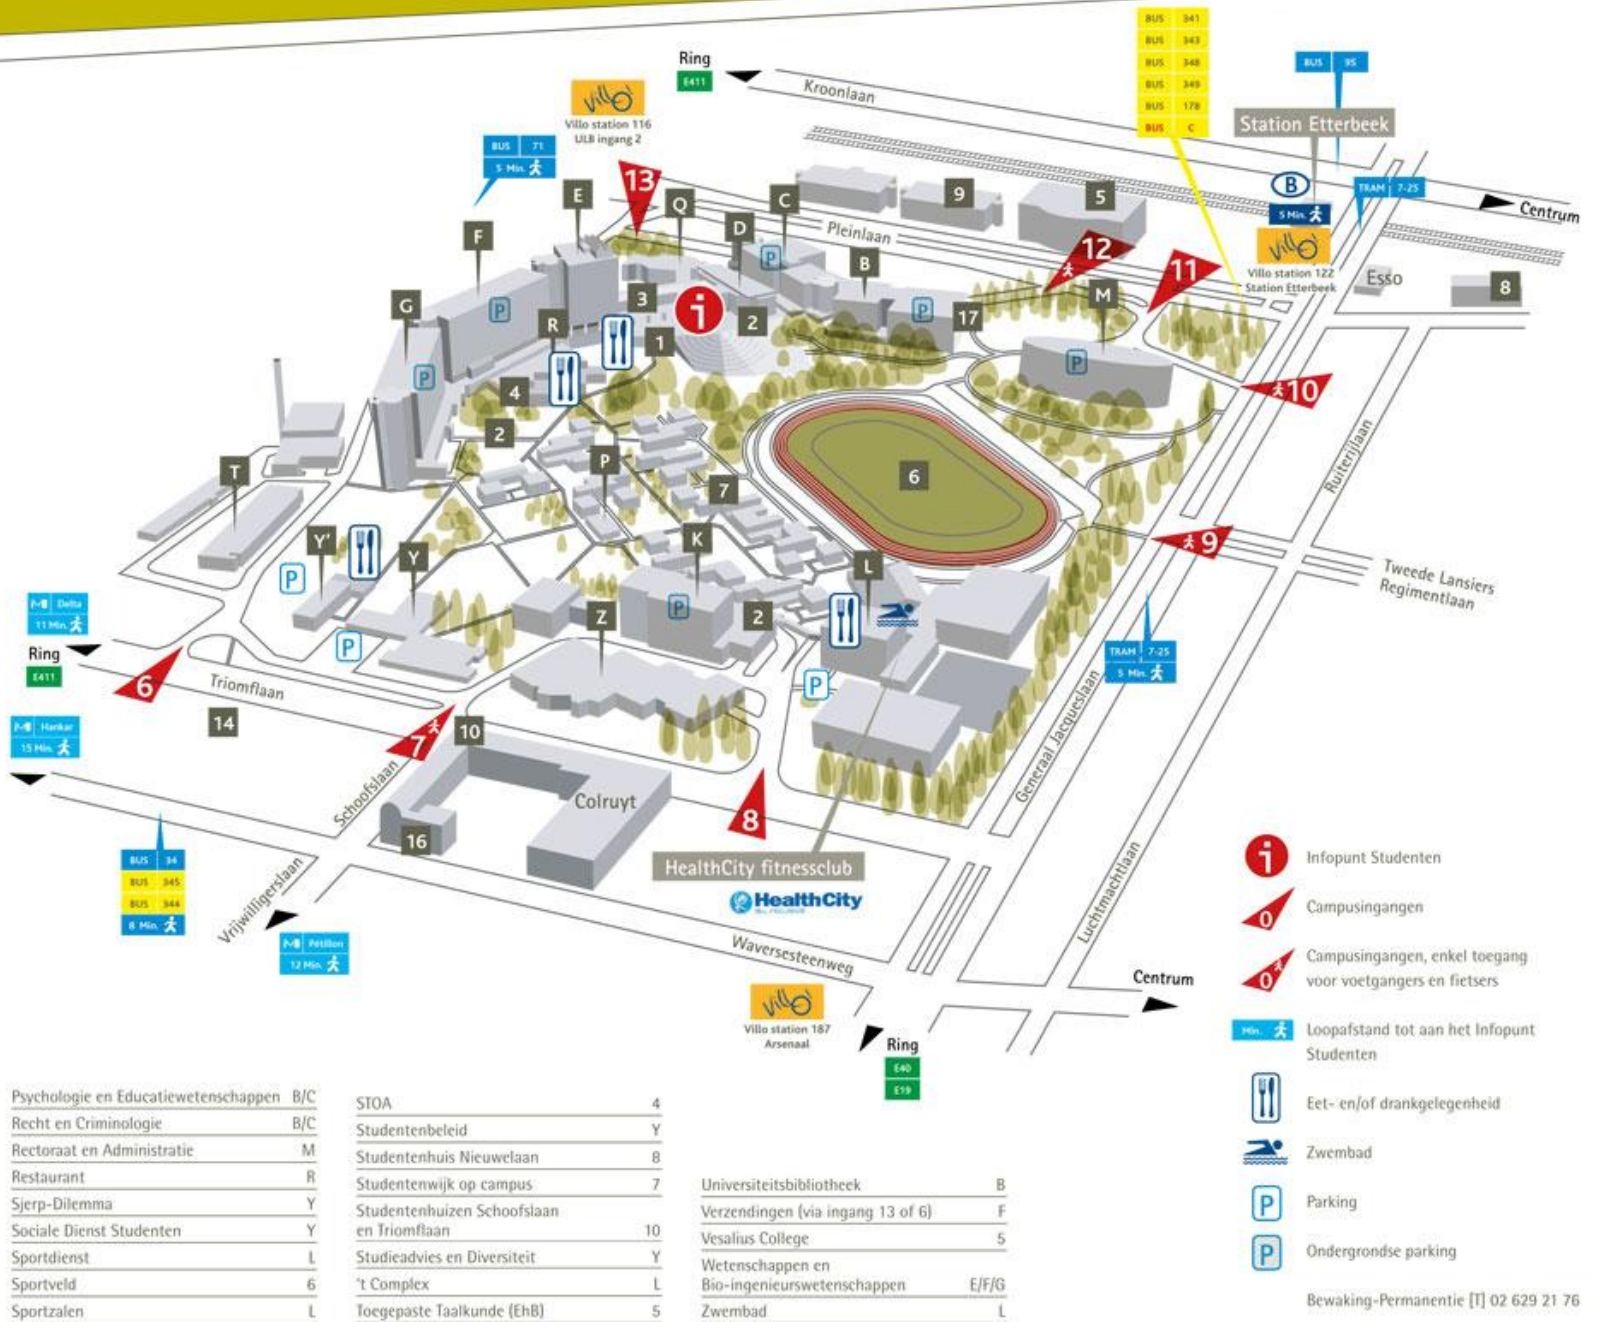 BUS 341
BUS 343
BUS 348
BUS 349
BUS 178
BUS C
BUS 95
Station Etterbeek
Ring
E411
Kroonlaan
Villo!
Villo station 116
ULB ingang 2
BUS 71
5 Min.
B
5 Min.
TRAM 7-25
Centrum
Villo!
Villo station 122
Station Etterbeek
Esso
8
E
13
Q
C
9
5
F
D
P
Pleinlaan
B
12
11
M
G
P
3
i
2
P
17
R
1
P
P
4
10
2
P
7
6
Ruiterijlaan
T
Y'
Y
K
L
9
Tweede Lansiers
Regimentlaan
P
P
Z
P
2
M Delta
11 Min.
Ring
E411
6
Triomflaan
14
P
TRAM 7-25
5 Min.
M Hankar
15 Min.
7
10
Schoofslaan
Colruyt
16
8
Generaal Jacqueslaan
HealthCity fitnessclub
HealthCity
BUS 34
BUS 345
BUS 344
8 Min.
Vrijwilligerslaan
M Pétillon
12 Min.
Waversesteenweg
Luchtmachtlaan
Centrum
Villo!
Villo station 187
Arsenaal
Ring
E40
E19
i Infopunt Studenten
0 Campusingangen
0 Campusingangen, enkel toegang
voor voetgangers en fietsers
Min. Loopafstand tot aan het Infopunt
Studenten
Eet- en/of drankgelegenheid
Zwembad
P Parking
P Ondergrondse parking
Bewaking-Permanentie [T] 02 629 21 76
Psychologie en Educatiewetenschappen B/C
Recht en Criminologie B/C
Rectoraat en Administratie M
Restaurant R
Sjerp-Dilemma Y
Sociale Dienst Studenten Y
Sportdienst L
Sportveld 6
Sportzalen L
STOA 4
Studentenbeleid Y
Studentenhuis Nieuwelaan 8
Studentenwijk op campus 7
Studentenhuizen Schoofslaan
en Triomflaan 10
Studieadvies en Diversiteit Y
't Complex L
Toegepaste Taalkunde (EhB) 5
Universiteitsbibliotheek B
Verzendingen (via ingang 13 of 6) F
Vesalius College 5
Wetenschappen en
Bio-ingenieurswetenschappen E/F/G
Zwembad L